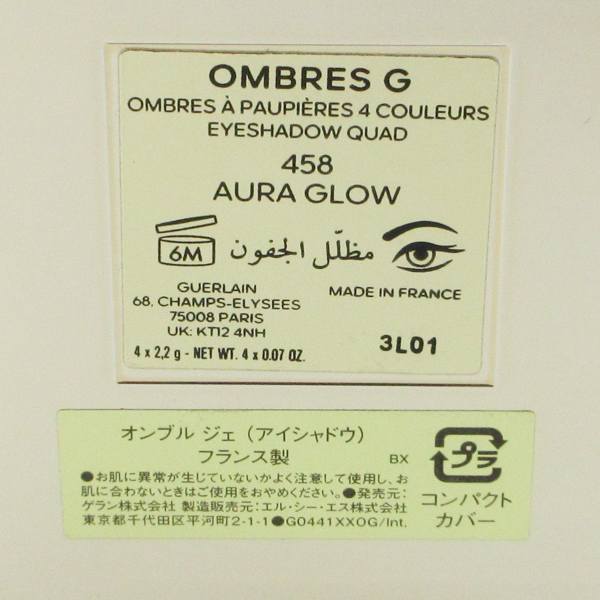 OMBRES G
OMBRES À PAUPIÈRES 4 COULEURS
EYESHADOW QUAD
458
AURA GLOW
6M
مظلّل الجفون
GUERLAIN
68, CHAMPS-ELYSEES
75008 PARIS
UK: KT12 4NH
MADE IN FRANCE
4 x 2,2 g - NET WT. 4 x 0.07 OZ.
3L01
オンブル ジェ（アイシャドウ）
フランス製
BX
●お肌に異常が生じていないかよく注意して使用し、お
肌に合わないときはご使用をおやめください。●発売元:
ゲラン株式会社 製造販売元:エル・シー・エス株式会社
東京都千代田区平河町2-1-1●G0441XXOG/Int.
プラ
コンパクト
カバー